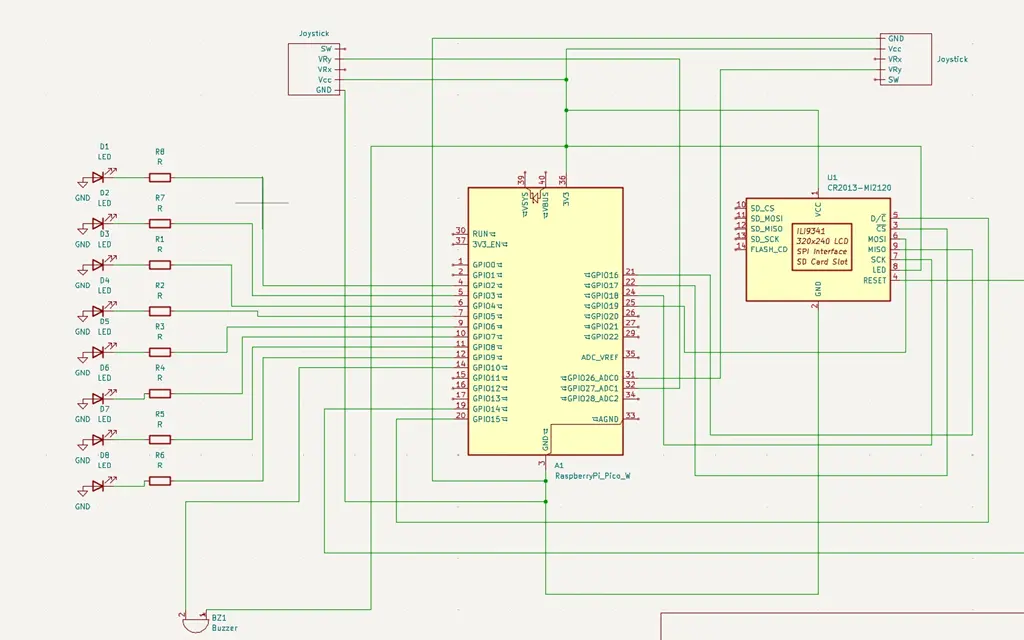 Joystick
SW
VRy
VRx
Vcc
GND
GND
Vcc
VRx
VRy
SW
Joystick
D1
LED
GND
R8
R
D2
LED
GND
R7
R
D3
LED
GND
R1
R
D4
LED
GND
R2
R
D5
LED
GND
R3
R
D6
LED
GND
R4
R
D7
LED
GND
R5
R
D8
LED
GND
R6
R
39
40
36
VSYS
VBUS
3V3
30 RUN
37 3V3_EN
1 GPIO0
2 GPIO1
4 GPIO2
5 GPIO3
6 GPIO4
7 GPIO5
9 GPIO6
10 GPIO7
11 GPIO8
12 GPIO9
14 GPIO10
15 GPIO11
16 GPIO12
17 GPIO13
19 GPIO14
20 GPIO15
GPIO16 21
GPIO17 22
GPIO18 24
GPIO19 25
GPIO20 26
GPIO21 27
GPIO22 29
ADC_VREF 35
GPIO26_ADC0 31
GPIO27_ADC1 32
GPIO28_ADC2 34
AGND 33
GND
3
A1
RaspberryPi_Pico_W
U1
CR2013-MI2120
1
VCC
10 SD_CS
11 SD_MOSI
12 SD_MISO
13 SD_SCK
14 FLASH_CD
ILI9341
320x240 LCD
SPI Interface
SD Card Slot
D/C 5
CS 3
MOSI 6
MISO 9
SCK 7
LED 8
RESET 4
GND
2
2
1
BZ1
Buzzer